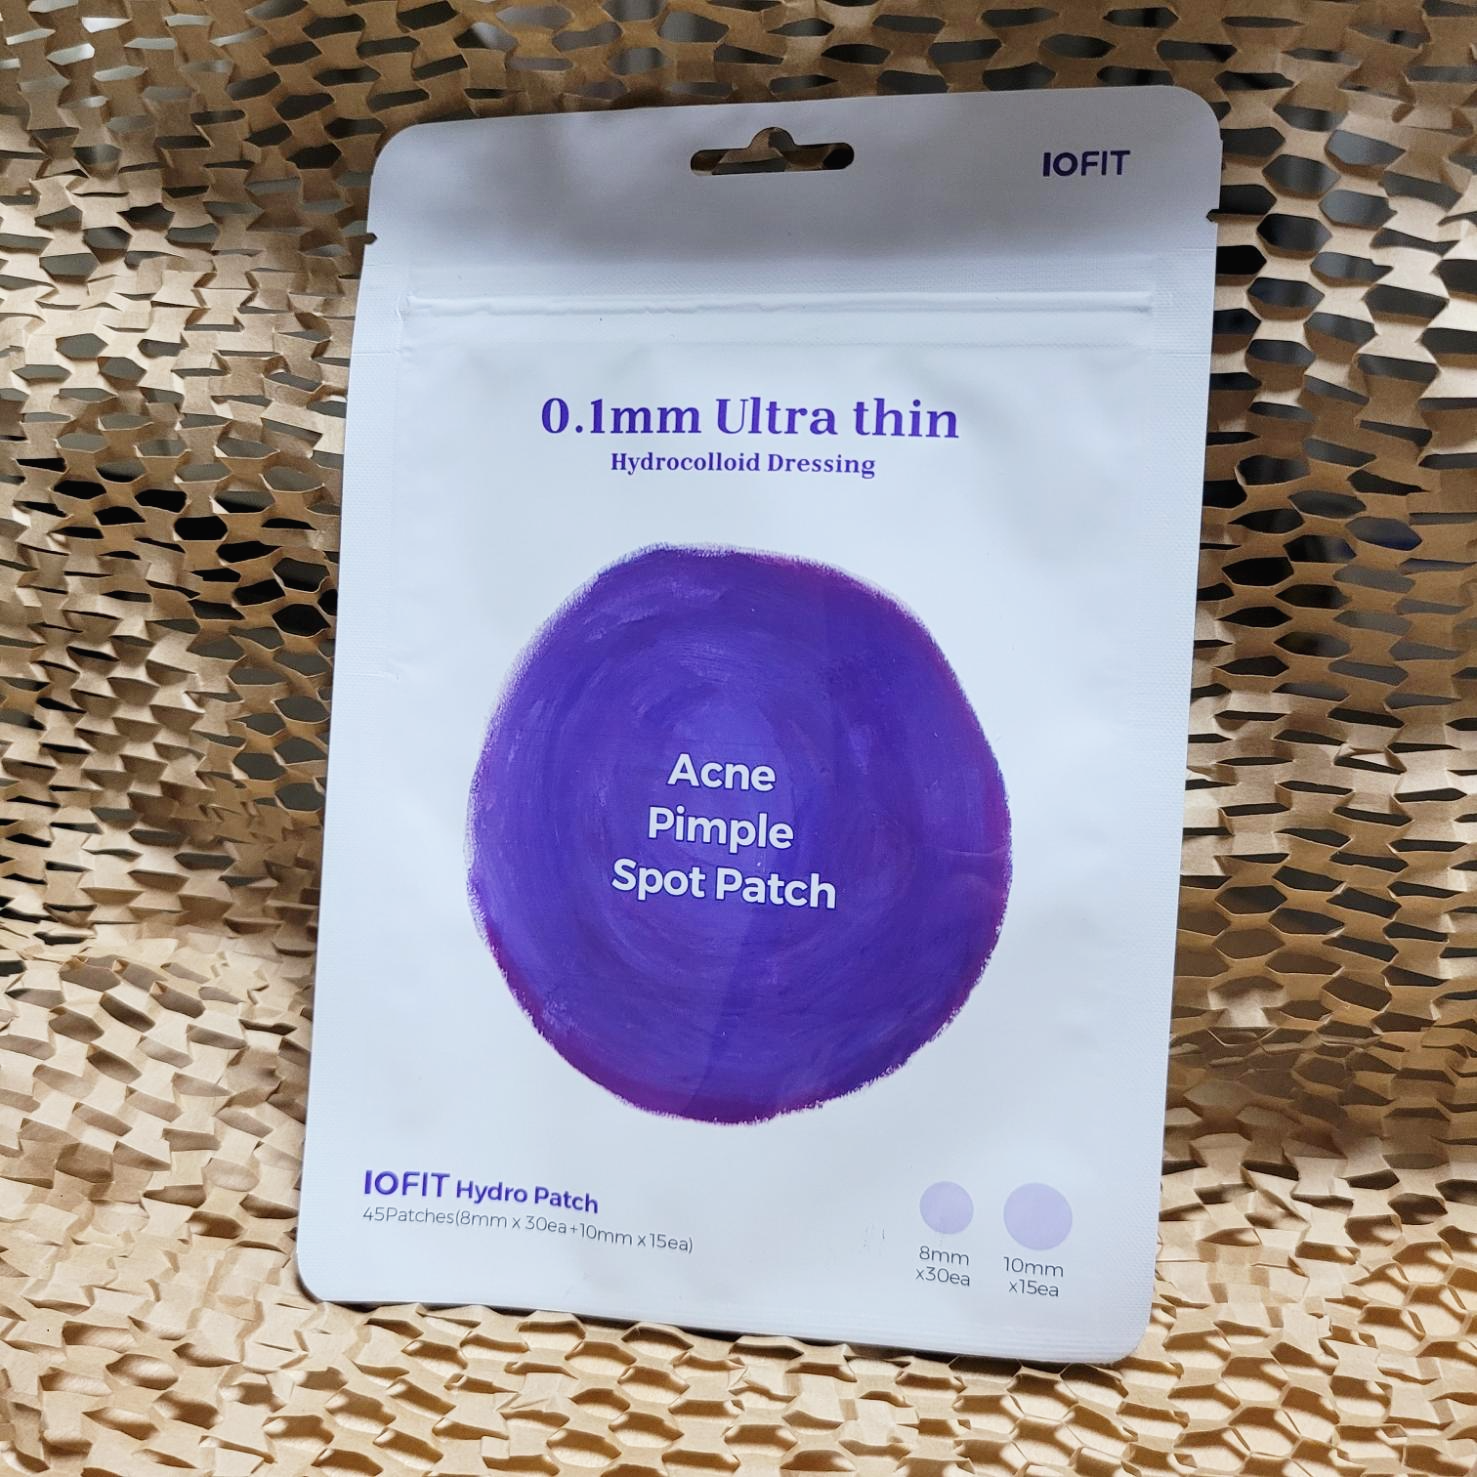 IOFIT
0.1mm Ultra thin
Hydrocolloid Dressing
Acne
Pimple
Spot Patch
IOFIT Hydro Patch
45Patches(8mm x 30ea+10mm x 15ea)
8mm
x30ea
10mm
x15ea